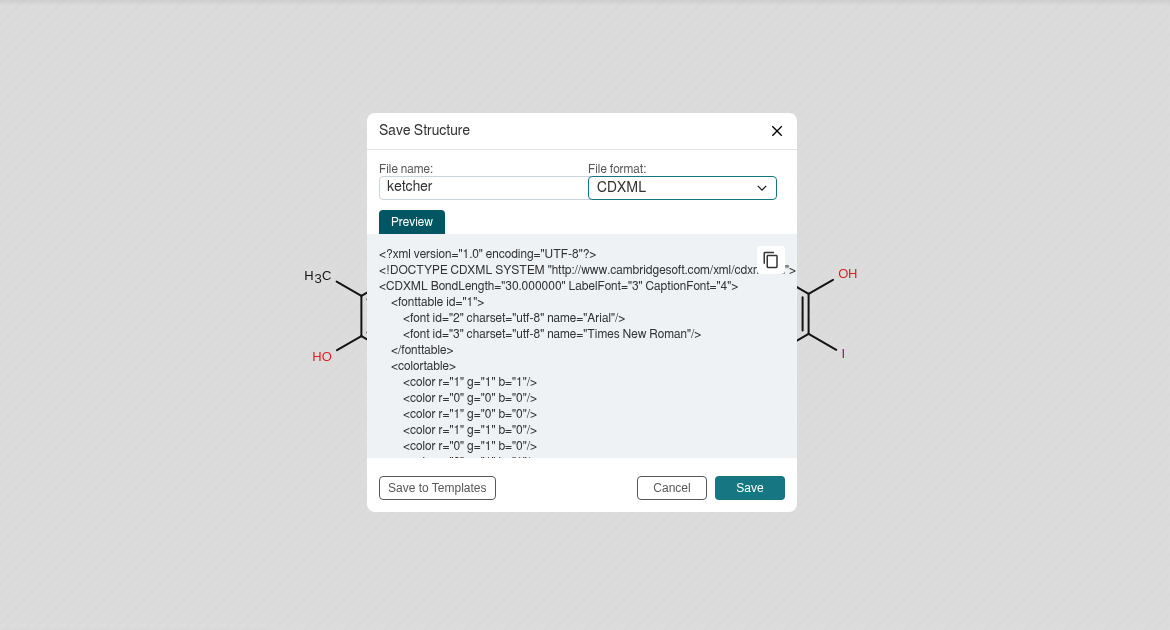 Save Structure
File name:
File format:
ketcher
CDXML
Preview
<?xml version="1.0" encoding="UTF-8"?>
<!DOCTYPE CDXML SYSTEM "http://www.cambridgesoft.com/xml/cdxm">
<CDXML BondLength="30.000000" LabelFont="3" CaptionFont="4">
<fonttable id="1">
<font id="2" charset="utf-8" name="Arial"/>
<font id="3" charset="utf-8" name="Times New Roman"/>
</fonttable>
<colortable>
<color r="1" g="1" b="1"/>
<color r="0" g="0" b="0"/>
<color r="1" g="0" b="0"/>
<color r="1" g="1" b="0"/>
<color r="0" g="1" b="0"/>
H3C
HO
OH
I
Save to Templates
Cancel
Save